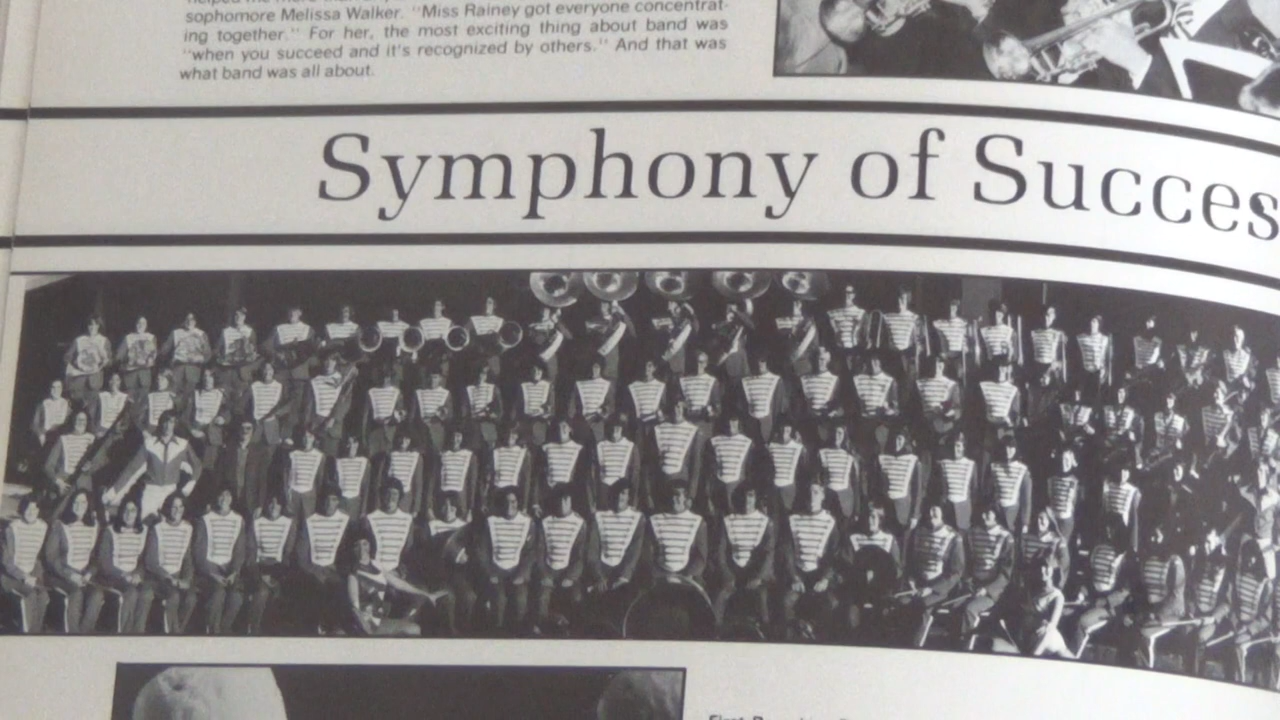 sophomore Melissa Walker. "Miss Rainey got everyone concentrat-
ing together." For her, the most exciting thing about band was
"when you succeed and it's recognized by others." And that was
what band was all about.
Symphony of Succes